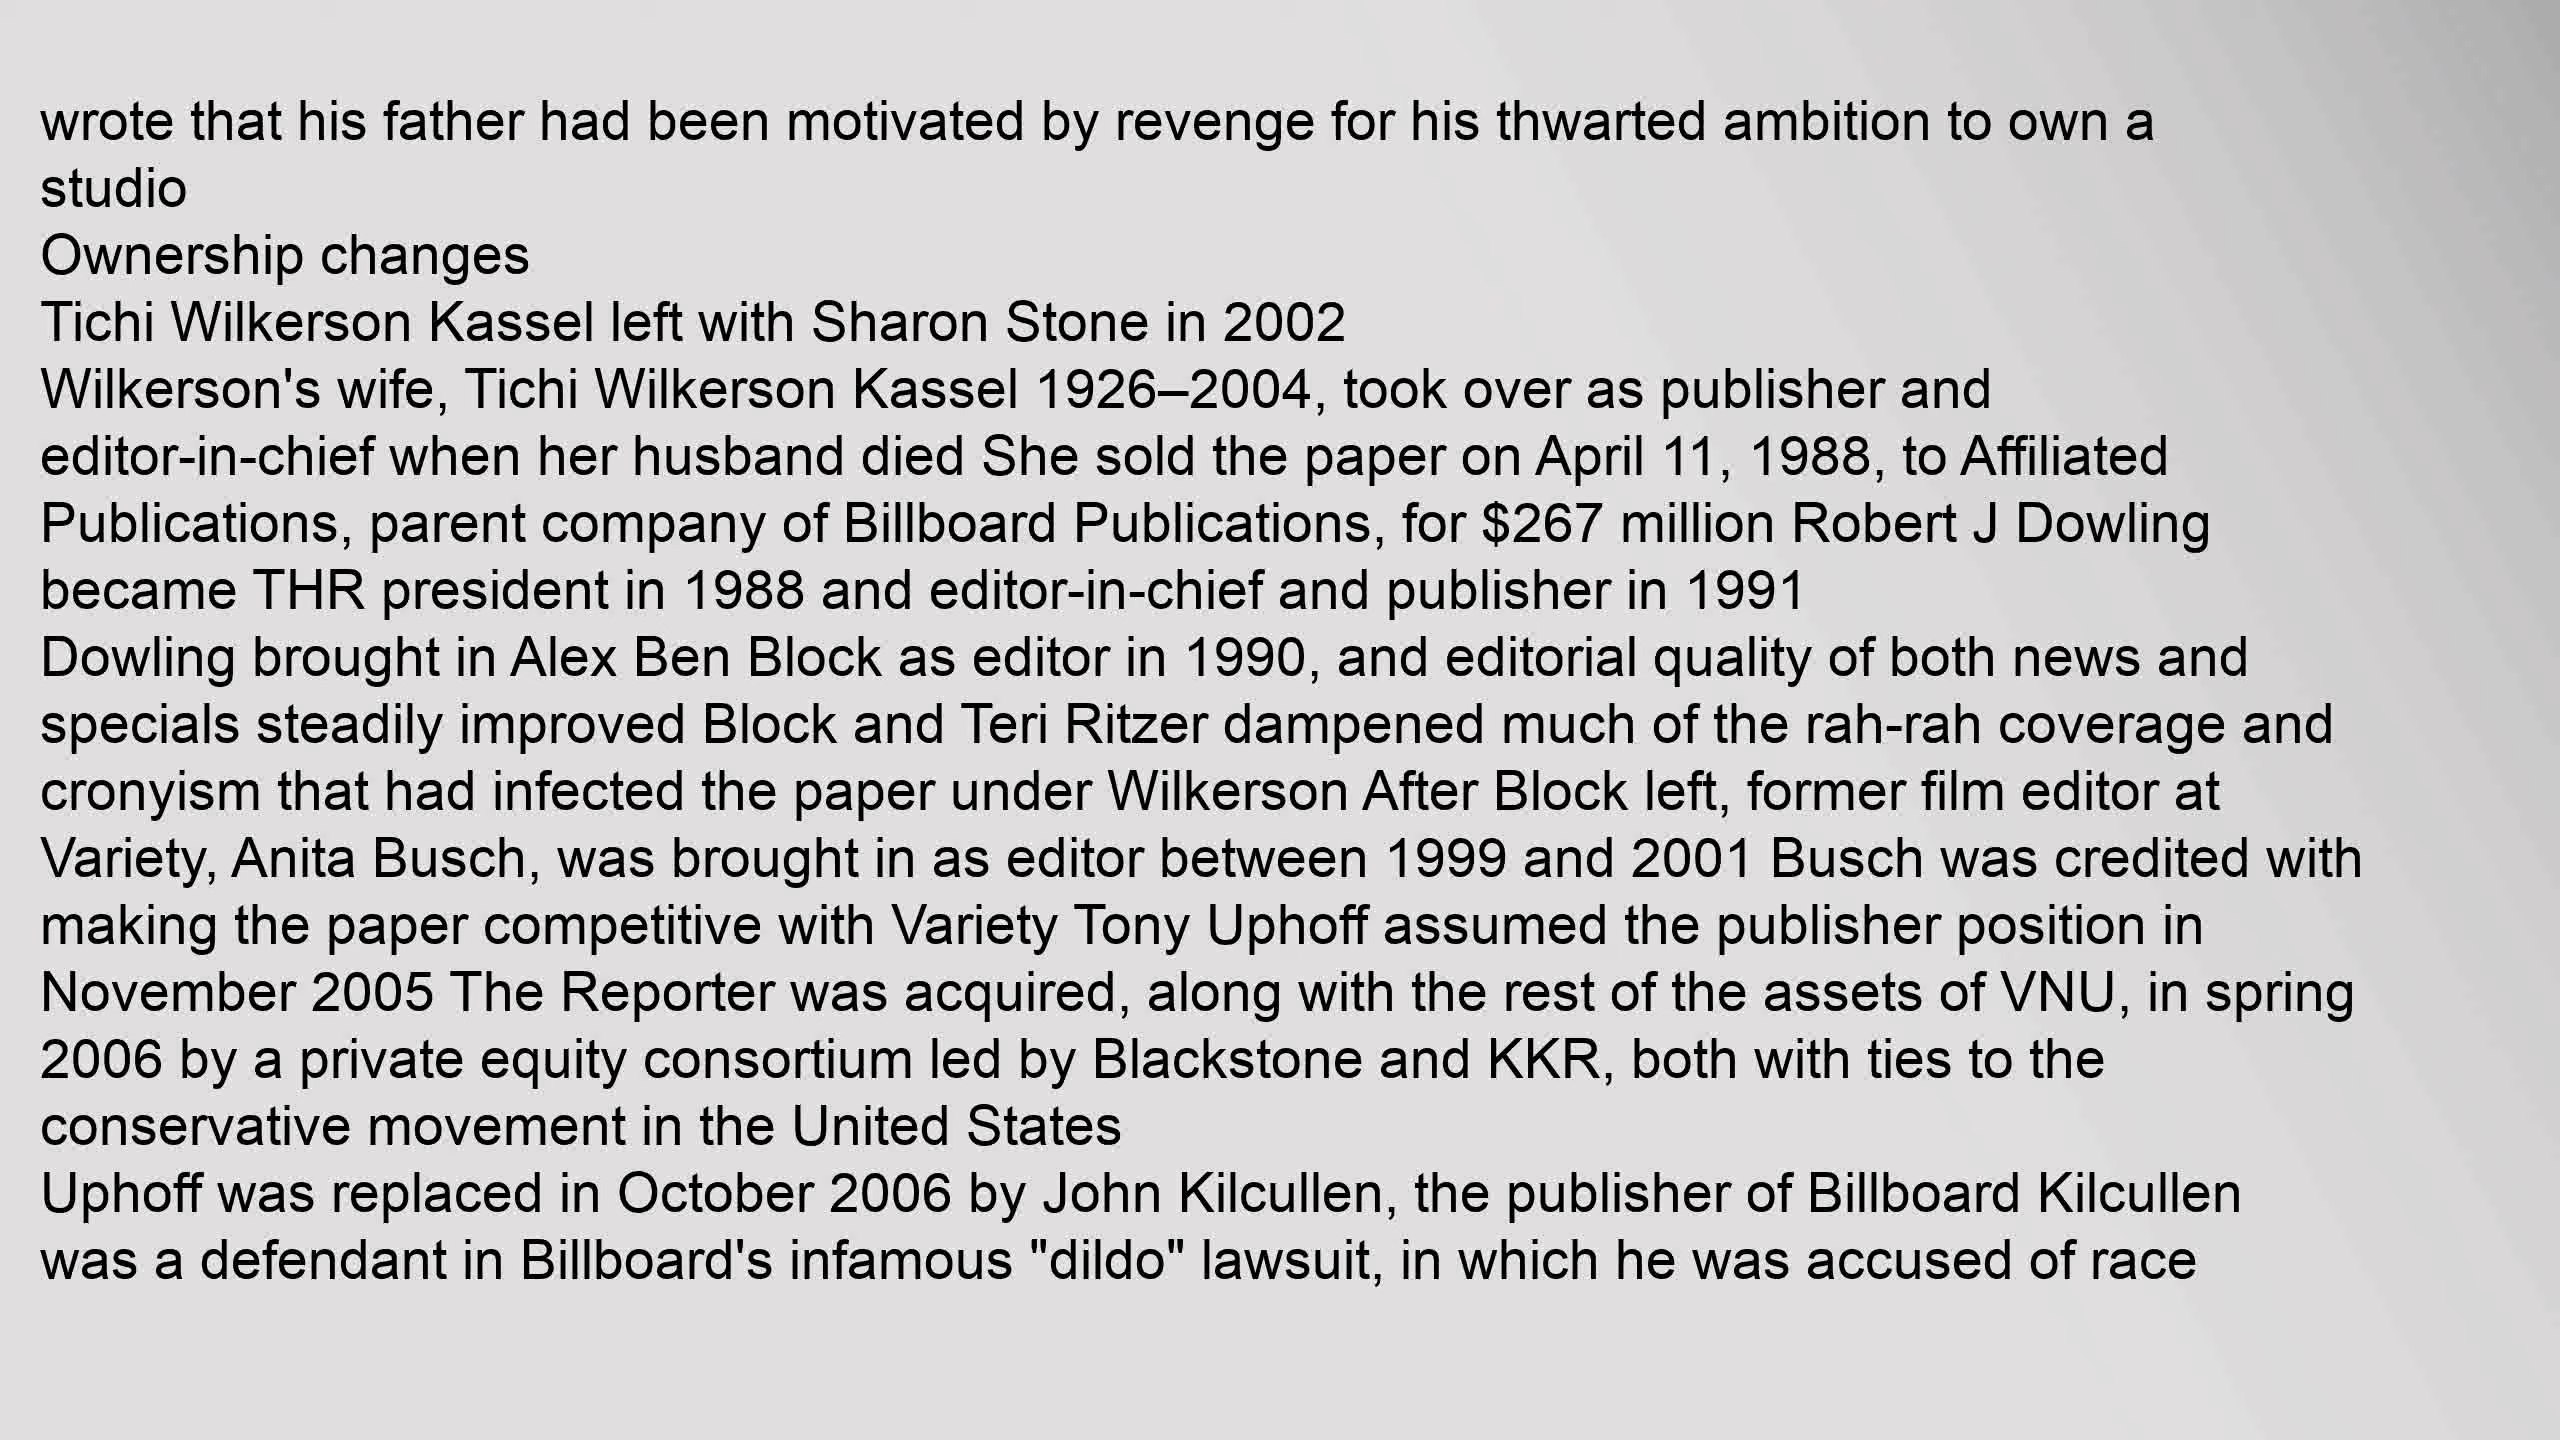 wrote that his father had been motivated by revenge for his thwarted ambition to own a
studio
Ownership changes
Tichi Wilkerson Kassel left with Sharon Stone in 2002
Wilkerson's wife, Tichi Wilkerson Kassel 1926–2004, took over as publisher and
editor-in-chief when her husband died She sold the paper on April 11, 1988, to Affiliated
Publications, parent company of Billboard Publications, for $267 million Robert J Dowling
became THR president in 1988 and editor-in-chief and publisher in 1991
Dowling brought in Alex Ben Block as editor in 1990, and editorial quality of both news and
specials steadily improved Block and Teri Ritzer dampened much of the rah-rah coverage and
cronyism that had infected the paper under Wilkerson After Block left, former film editor at
Variety, Anita Busch, was brought in as editor between 1999 and 2001 Busch was credited with
making the paper competitive with Variety Tony Uphoff assumed the publisher position in
November 2005 The Reporter was acquired, along with the rest of the assets of VNU, in spring
2006 by a private equity consortium led by Blackstone and KKR, both with ties to the
conservative movement in the United States
Uphoff was replaced in October 2006 by John Kilcullen, the publisher of Billboard Kilcullen
was a defendant in Billboard's infamous "dildo" lawsuit, in which he was accused of race